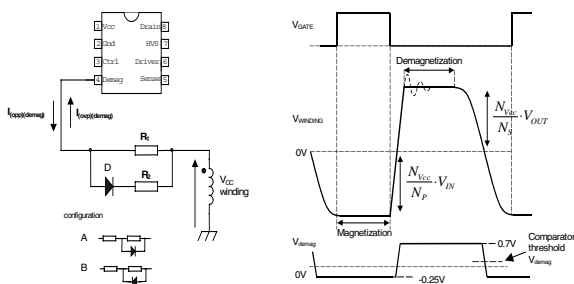 1 Vcc Drain 8
2 Gnd HVS 7
3 Ctrl Driver 6
4 Demag Sense 5
I(opp)(demag)
I(ovp)(demag)
R1
D
R2
VCC
winding
configuration
A
B
VGATE
Demagnetization
VWINDING
0V
NVcc/NS · VOUT
NVcc/NP · VIN
Magnetization
Vdemag
0V
0.7V
-0.25V
Comparator
threshold
Vdemag